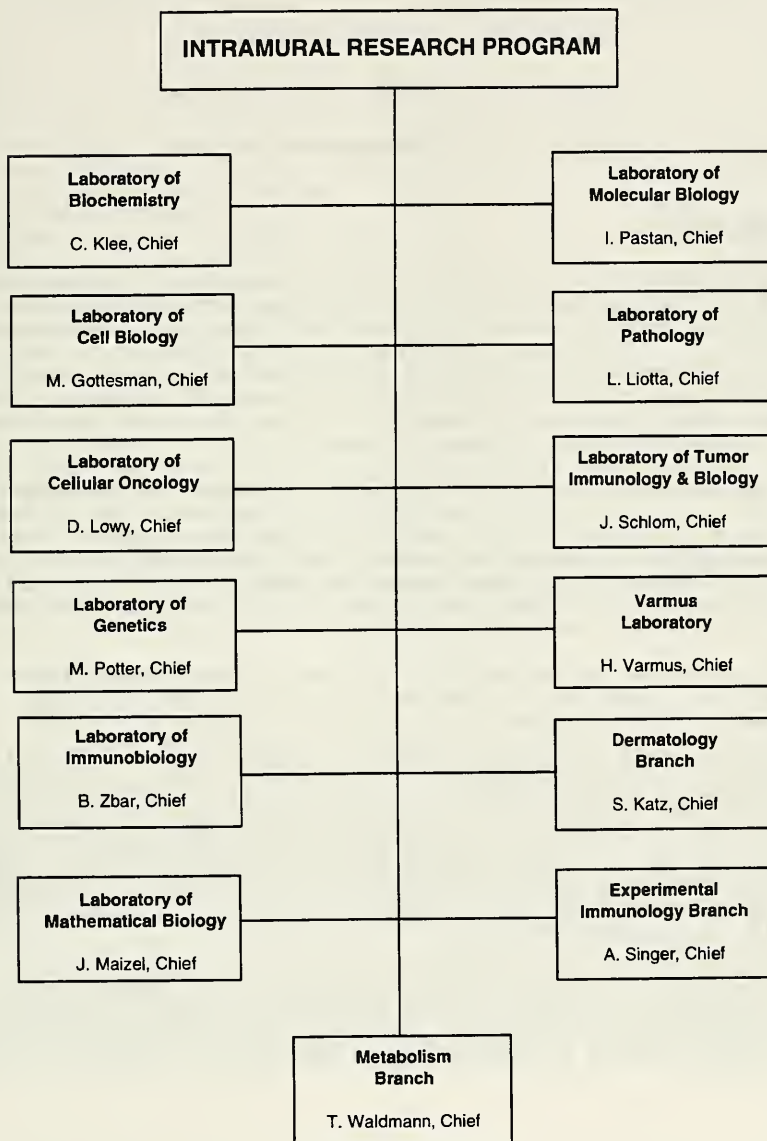 INTRAMURAL RESEARCH PROGRAM
Laboratory of
Biochemistry
C. Klee, Chief
Laboratory of
Molecular Biology
I. Pastan, Chief
Laboratory of
Cell Biology
M. Gottesman, Chief
Laboratory of
Pathology
L. Liotta, Chief
Laboratory of
Cellular Oncology
D. Lowy, Chief
Laboratory of Tumor
Immunology & Biology
J. Schlom, Chief
Laboratory of
Genetics
M. Potter, Chief
Varmus
Laboratory
H. Varmus, Chief
Laboratory of
Immunobiology
B. Zbar, Chief
Dermatology
Branch
S. Katz, Chief
Laboratory of
Mathematical Biology
J. Maizel, Chief
Experimental
Immunology Branch
A. Singer, Chief
Metabolism
Branch
T. Waldmann, Chief